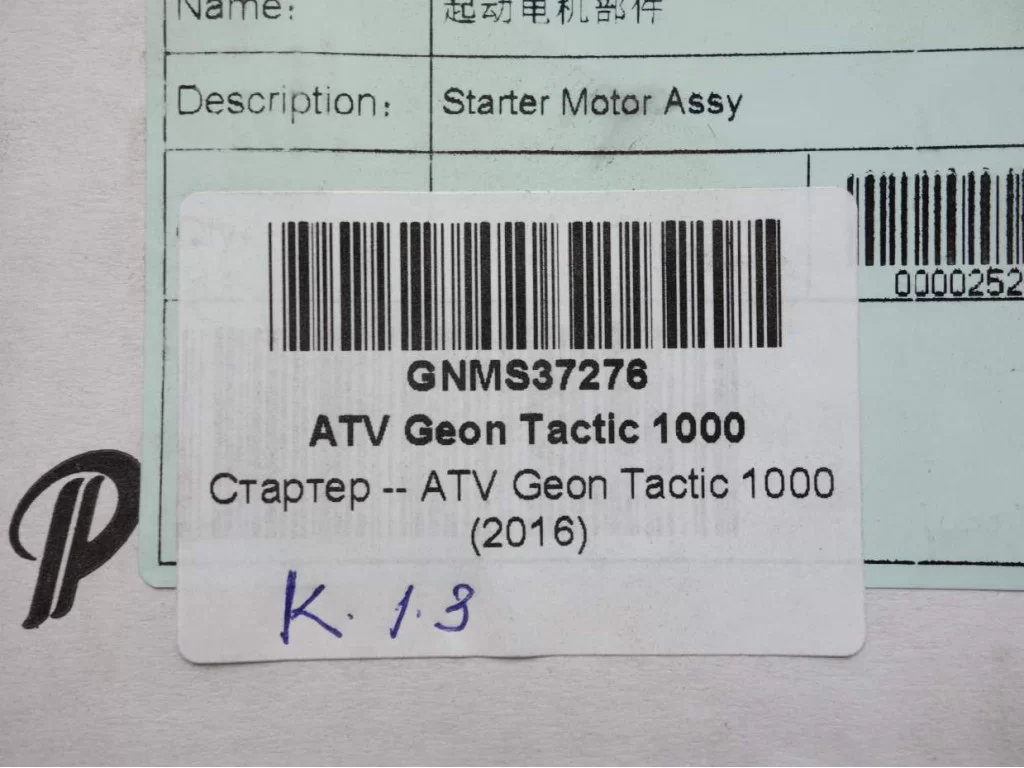 Name: 起动电机部件
Description: Starter Motor Assy
0000252
GNMS37276
ATV Geon Tactic 1000
Стартер -- ATV Geon Tactic 1000
(2016)
К. 1.3